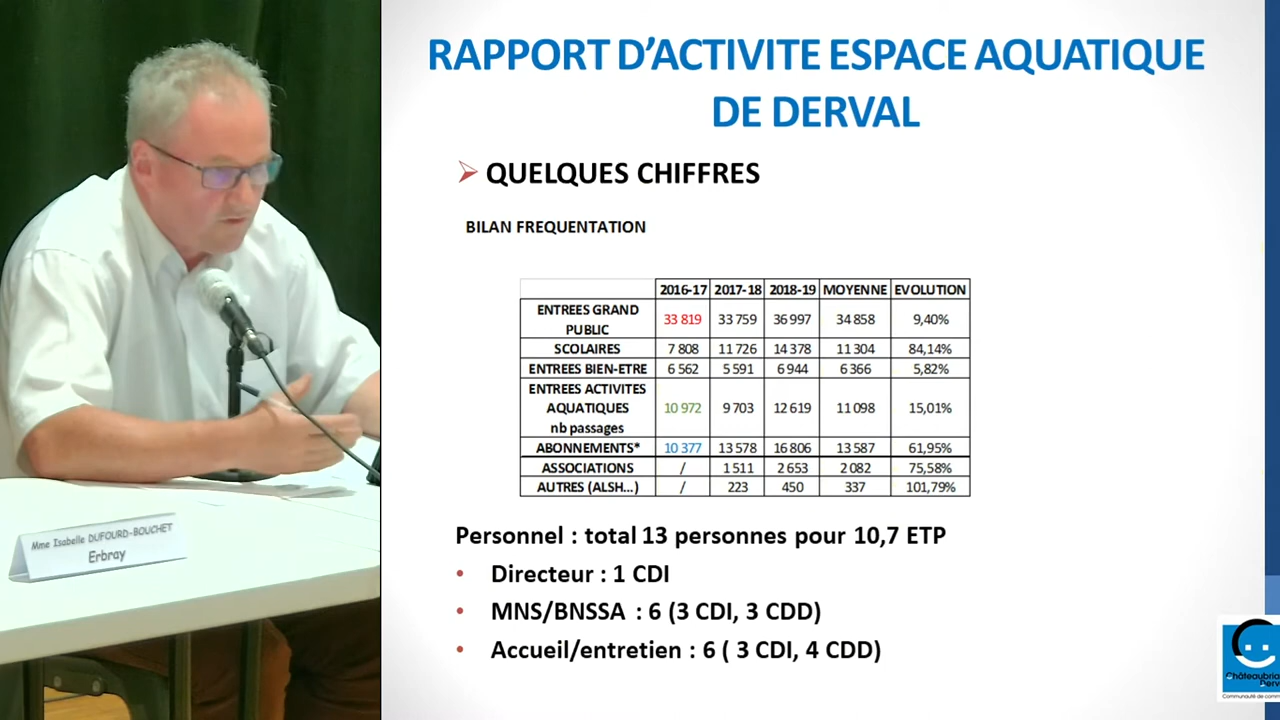 RAPPORT D'ACTIVITE ESPACE AQUATIQUE
DE DERVAL
QUELQUES CHIFFRES
BILAN FREQUENTATION
2016-17 2017-18 2018-19 MOYENNE EVOLUTION
ENTREES GRAND
PUBLIC 33 819 33 759 36 997 34 858 9,40%
SCOLAIRES 7 808 11 726 14 378 11 304 84,14%
ENTREES BIEN-ETRE 6 562 5 591 6 944 6 366 5,82%
ENTREES ACTIVITES
AQUATIQUES
nb passages 10 972 9 703 12 619 11 098 15,01%
ABONNEMENTS* 10 377 13 578 16 806 13 587 61,95%
ASSOCIATIONS / 1 511 2 653 2 082 75,58%
AUTRES (ALSH...) / 223 450 337 101,79%
Personnel : total 13 personnes pour 10,7 ETP
• Directeur : 1 CDI
• MNS/BNSSA : 6 (3 CDI, 3 CDD)
• Accueil/entretien : 6 ( 3 CDI, 4 CDD)
Mme Isabelle DUFOURD-BOUCHET
Erbray